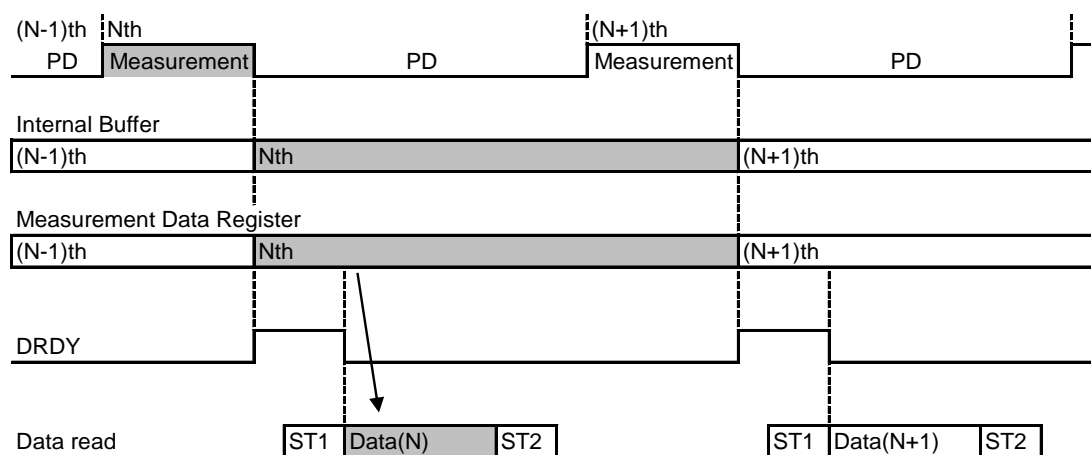 (N-1)th Nth (N+1)th
PD Measurement PD Measurement PD
Internal Buffer
(N-1)th Nth (N+1)th
Measurement Data Register
(N-1)th Nth (N+1)th
DRDY
Data read ST1 Data(N) ST2 ST1 Data(N+1) ST2